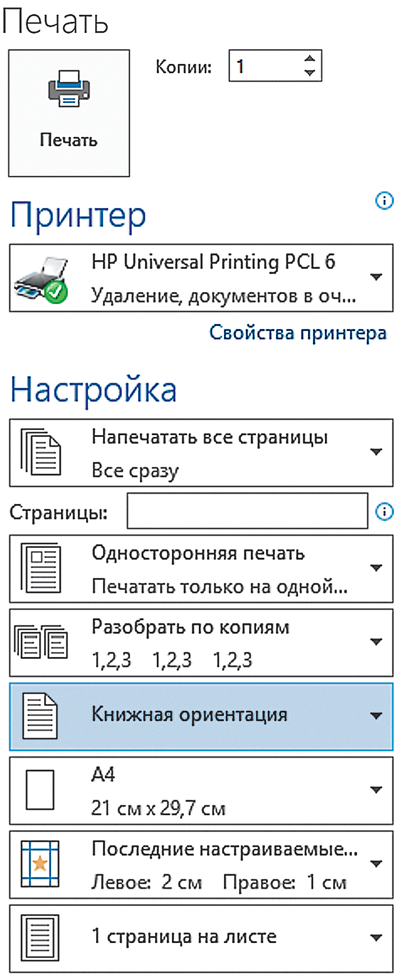 Печать
Копии: 1
Печать
Принтер
HP Universal Printing PCL 6
Удаление, документов в оч...
Свойства принтера
Настройка
Напечатать все страницы
Все сразу
Страницы:
Односторонняя печать
Печатать только на одной...
Разобрать по копиям
1,2,3 1,2,3 1,2,3
Книжная ориентация
A4
21 см x 29,7 см
Последние настраиваемые...
Левое: 2 см Правое: 1 см
1 страница на листе